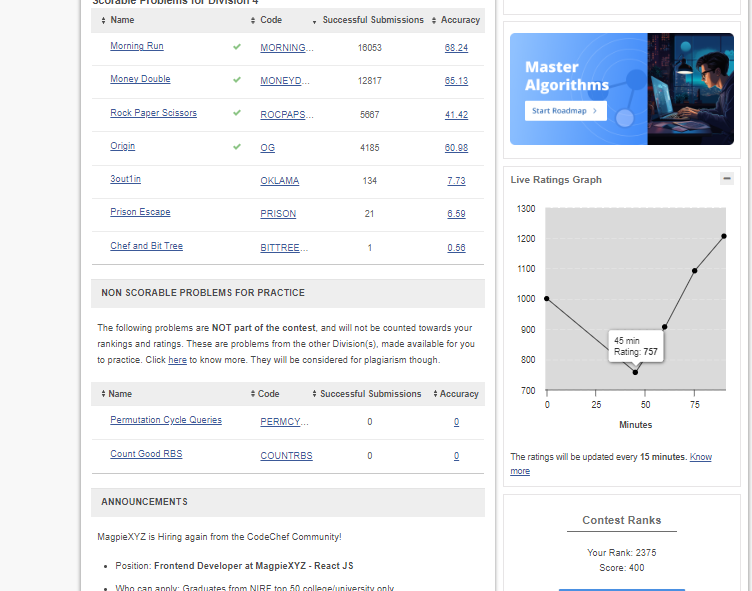 Scorable Problems for Division 4
Name Code Successful Submissions Accuracy
Morning Run MORNING... 16053 68.24
Money Double MONEYD... 12817 65.13
Rock Paper Scissors ROCPAPS... 5667 41.42
Origin OG 4185 60.98
3out1in OKLAMA 134 7.73
Prison Escape PRISON 21 6.59
Chef and Bit Tree BITTREE... 1 0.56
NON SCORABLE PROBLEMS FOR PRACTICE
The following problems are NOT part of the contest, and will not be counted towards your
rankings and ratings. These are problems from the other Division(s), made available for you
to practice. Click here to know more. They will be considered for plagiarism though.
Name Code Successful Submissions Accuracy
Permutation Cycle Queries PERMCY... 0 0
Count Good RBS COUNTRBS 0 0
ANNOUNCEMENTS
MagpieXYZ is Hiring again from the CodeChef Community!
Position: Frontend Developer at MagpieXYZ - React JS
Who can apply: Graduates from NIRF top 50 college/university only
Master
Algorithms
Start Roadmap >
Live Ratings Graph
1300
1200
1100
1000
900
800
700
45 min
Rating: 757
0 25 50 75
Minutes
The ratings will be updated every 15 minutes. Know
more
Contest Ranks
Your Rank: 2375
Score: 400